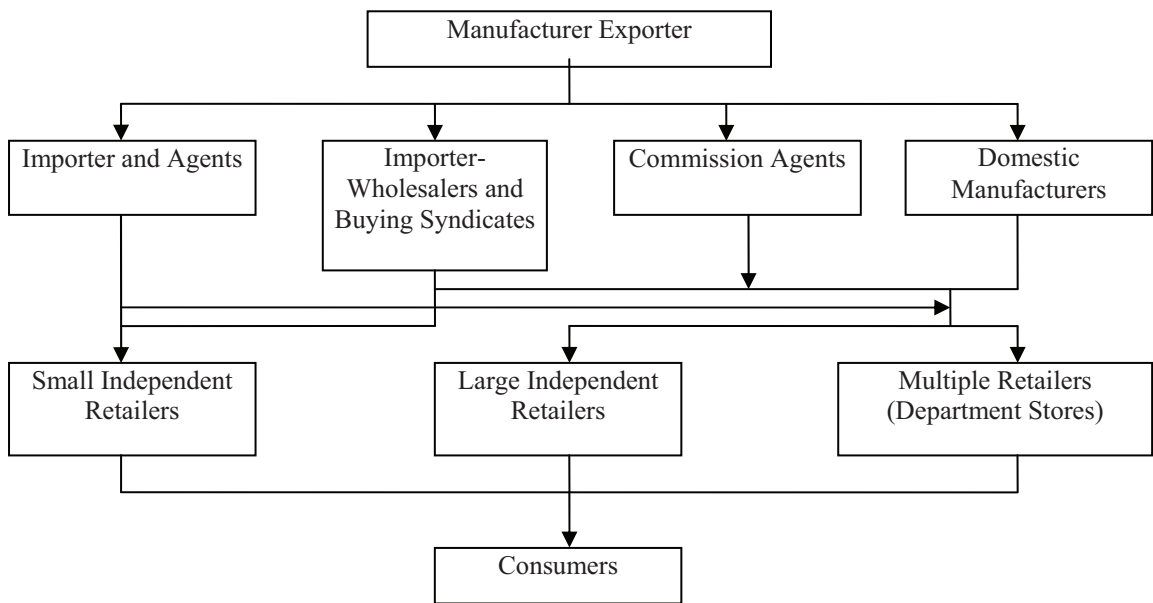 Manufacturer Exporter
Importer and Agents
Importer-
Wholesalers and
Buying Syndicates
Commission Agents
Domestic
Manufacturers
Small Independent
Retailers
Large Independent
Retailers
Multiple Retailers
(Department Stores)
Consumers